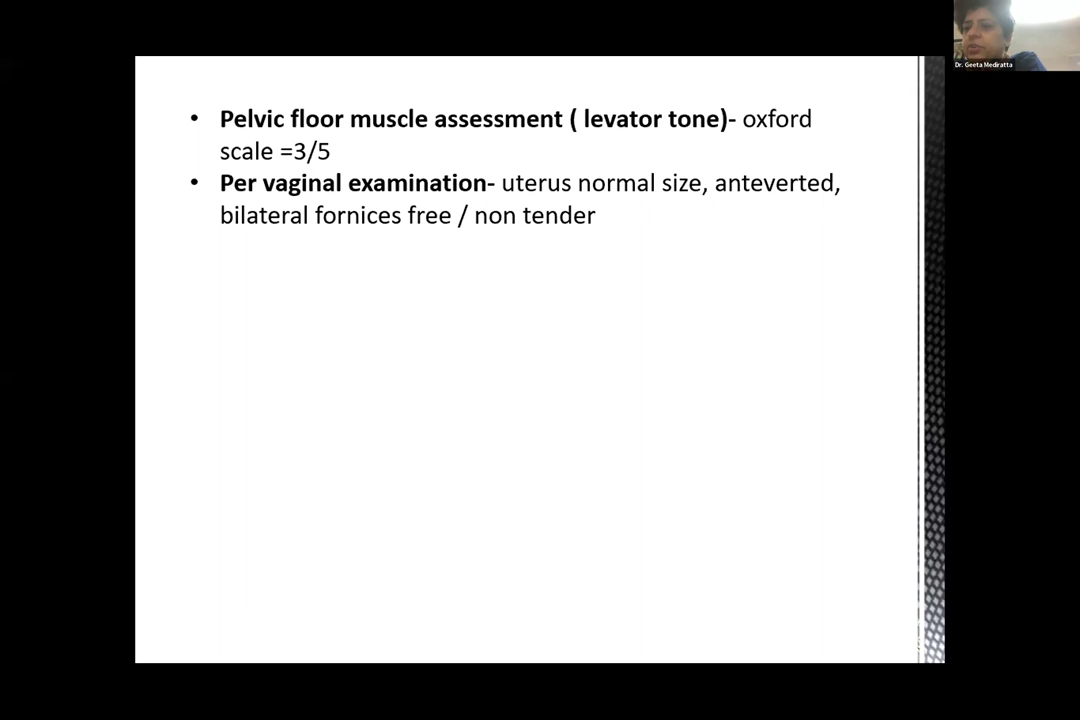 Dr. Geeta Mediratta
• Pelvic floor muscle assessment ( levator tone)- oxford
scale =3/5
• Per vaginal examination- uterus normal size, anteverted,
bilateral fornices free / non tender